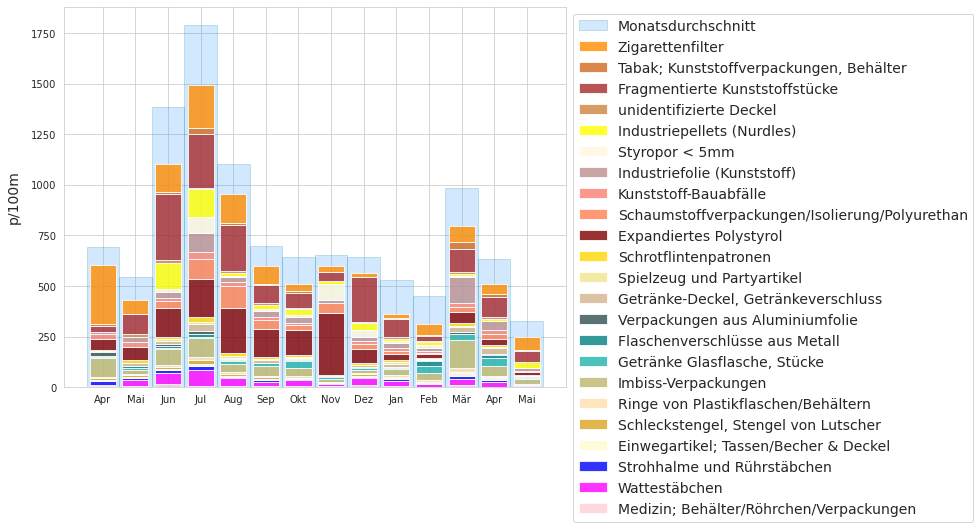 1750
1500
1250
1000
750
500
250
0
p/100m
Apr Mai Jun Jul Aug Sep Okt Nov Dez Jan Feb Mär Apr Mai
Monatsdurchschnitt
Zigarettenfilter
Tabak; Kunststoffverpackungen, Behälter
Fragmentierte Kunststoffstücke
unidentifizierte Deckel
Industriepellets (Nurdles)
Styropor < 5mm
Industriefolie (Kunststoff)
Kunststoff-Bauabfälle
Schaumstoffverpackungen/Isolierung/Polyurethan
Expandiertes Polystyrol
Schrotflintenpatronen
Spielzeug und Partyartikel
Getränke-Deckel, Getränkeverschluss
Verpackungen aus Aluminiumfolie
Flaschenverschlüsse aus Metall
Getränke Glasflasche, Stücke
Imbiss-Verpackungen
Ringe von Plastikflaschen/Behältern
Schleckstengel, Stengel von Lutscher
Einwegartikel; Tassen/Becher & Deckel
Strohhalme und Rührstäbchen
Wattestäbchen
Medizin; Behälter/Röhrchen/Verpackungen